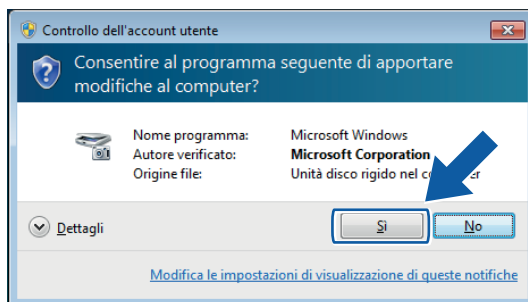 Controllo dell'account utente
Consentire al programma seguente di apportare
modifiche al computer?
Nome programma: Microsoft Windows
Autore verificato: Microsoft Corporation
Origine file: Unità disco rigido nel
Dettagli
Sì
No
Modifica le impostazioni di visualizzazione di queste notifiche